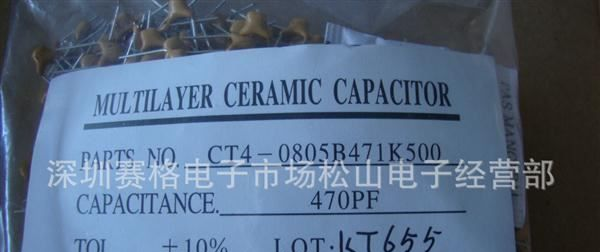 MULTILAYER CERAMIC CAPACITOR
PARTS NO. CT4-0805B471K500
深圳赛格电子市场松山电子经营部
CAPACITANCE. 470PF
TOL ±10% LOT: KT655